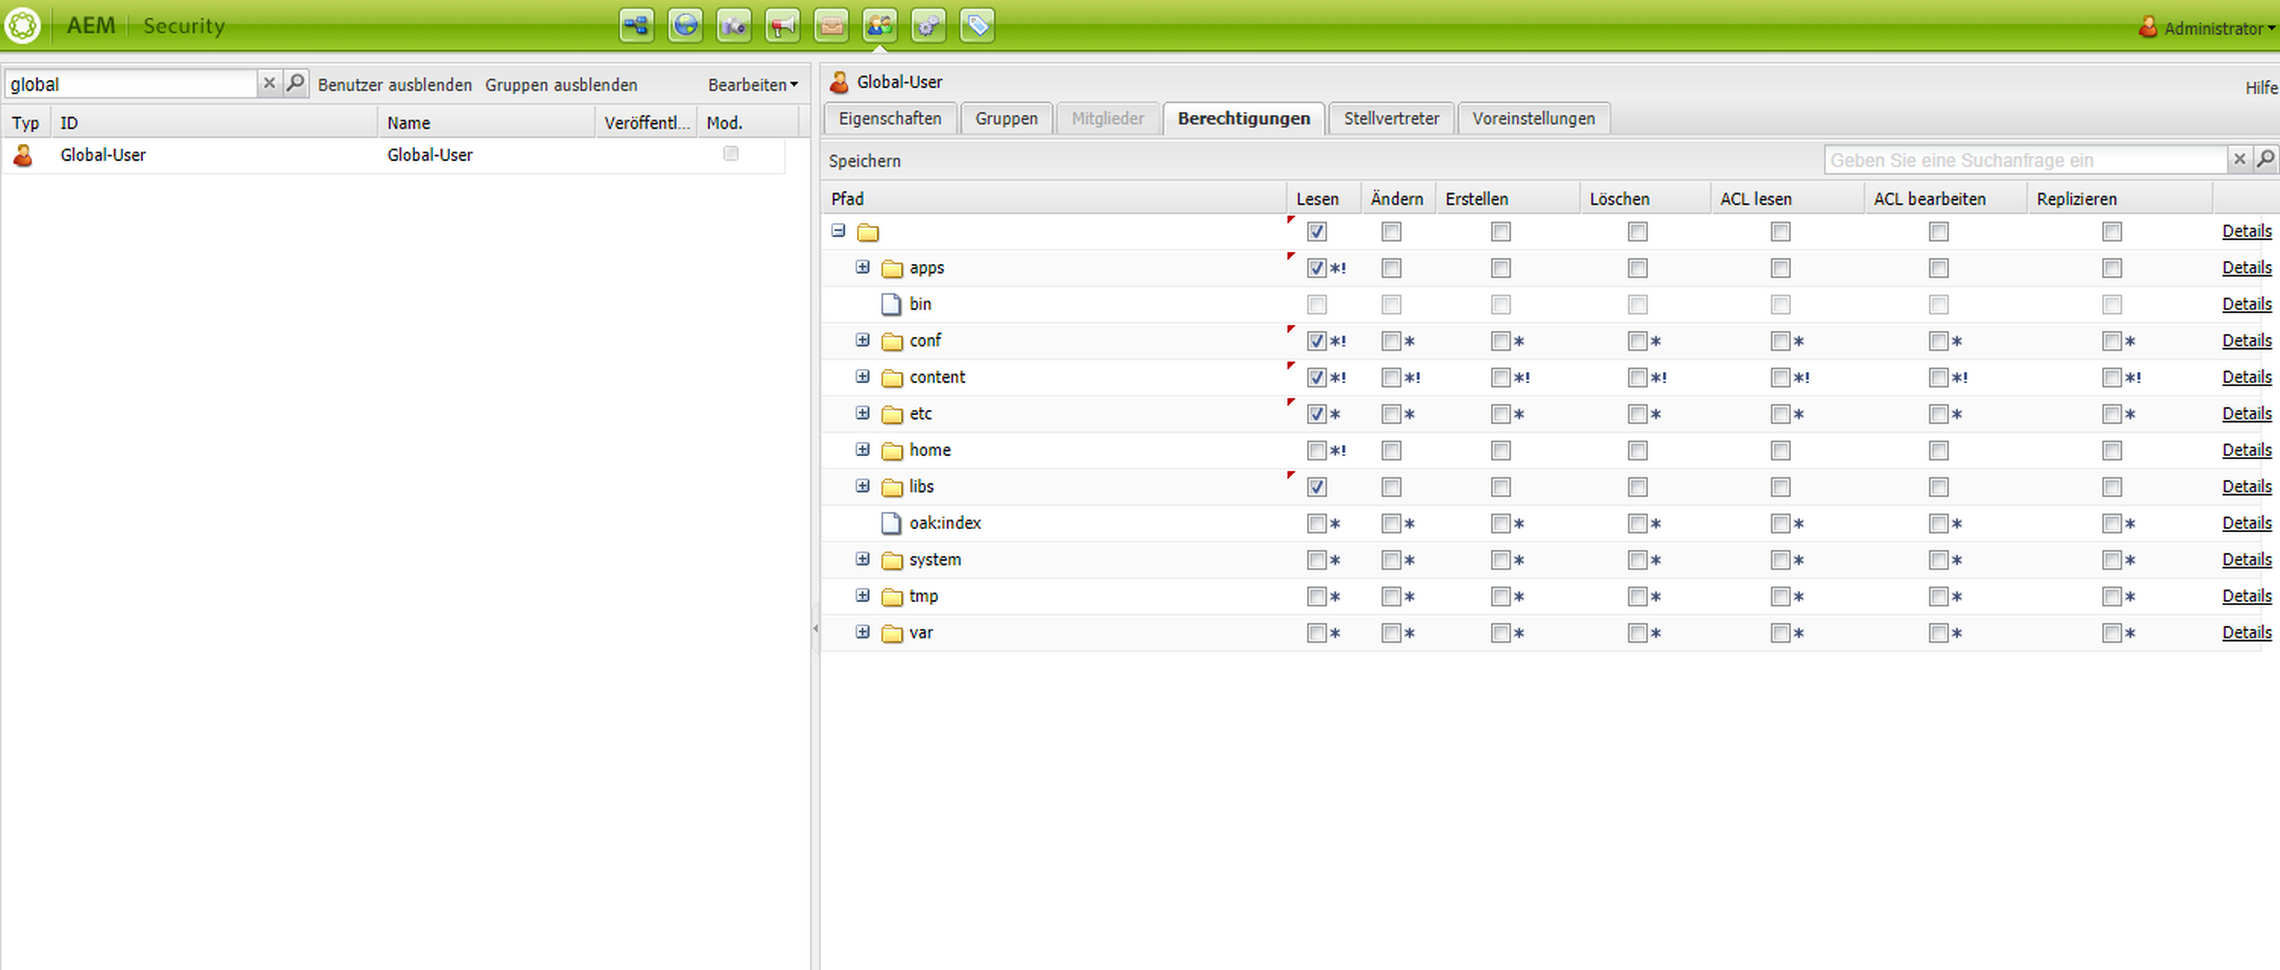 AEM Security Administrator
global Benutzer ausblenden Gruppen ausblenden Bearbeiten
Typ ID Name Veröffentl... Mod.
Global-User Global-User
Global-User
Hilfe
Eigenschaften Gruppen Mitglieder Berechtigungen Stellvertreter Voreinstellungen
Speichern Geben Sie eine Suchanfrage ein
Pfad Lesen Ändern Erstellen Löschen ACL lesen ACL bearbeiten Replizieren
Details
apps *! Details
bin Details
conf *! * * * * * * Details
content *! *! *! *! *! *! *! Details
etc * * * * * * * Details
home *! Details
libs Details
oak:index * * * * * * * Details
system * * * * * * * Details
tmp * * * * * * * Details
var * * * * * * * Details